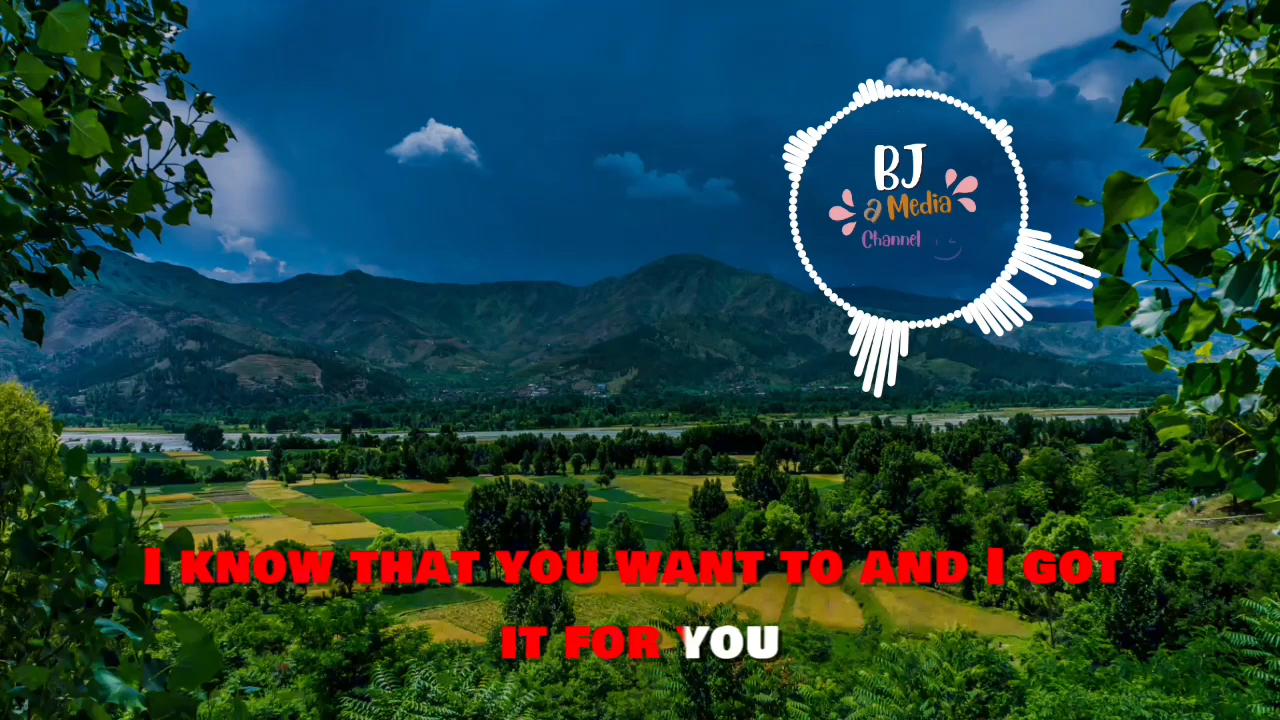 BJ
a Media
Channel
I KNOW THAT YOU WANT TO AND I GOT
IT FOR YOU